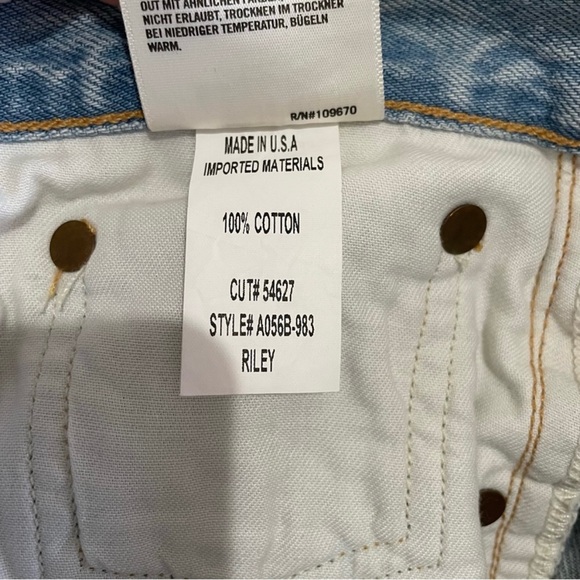 OUT MIT ÄHNLICHEN
NICHT ERLAUBT, TROCKNEN IM TROCKNER
BEI NIEDRIGER TEMPERATUR, BÜGELN
WARM.
R/N#109670
MADE IN U.S.A
IMPORTED MATERIALS
100% COTTON
CUT# 54627
STYLE# A056B-983
RILEY